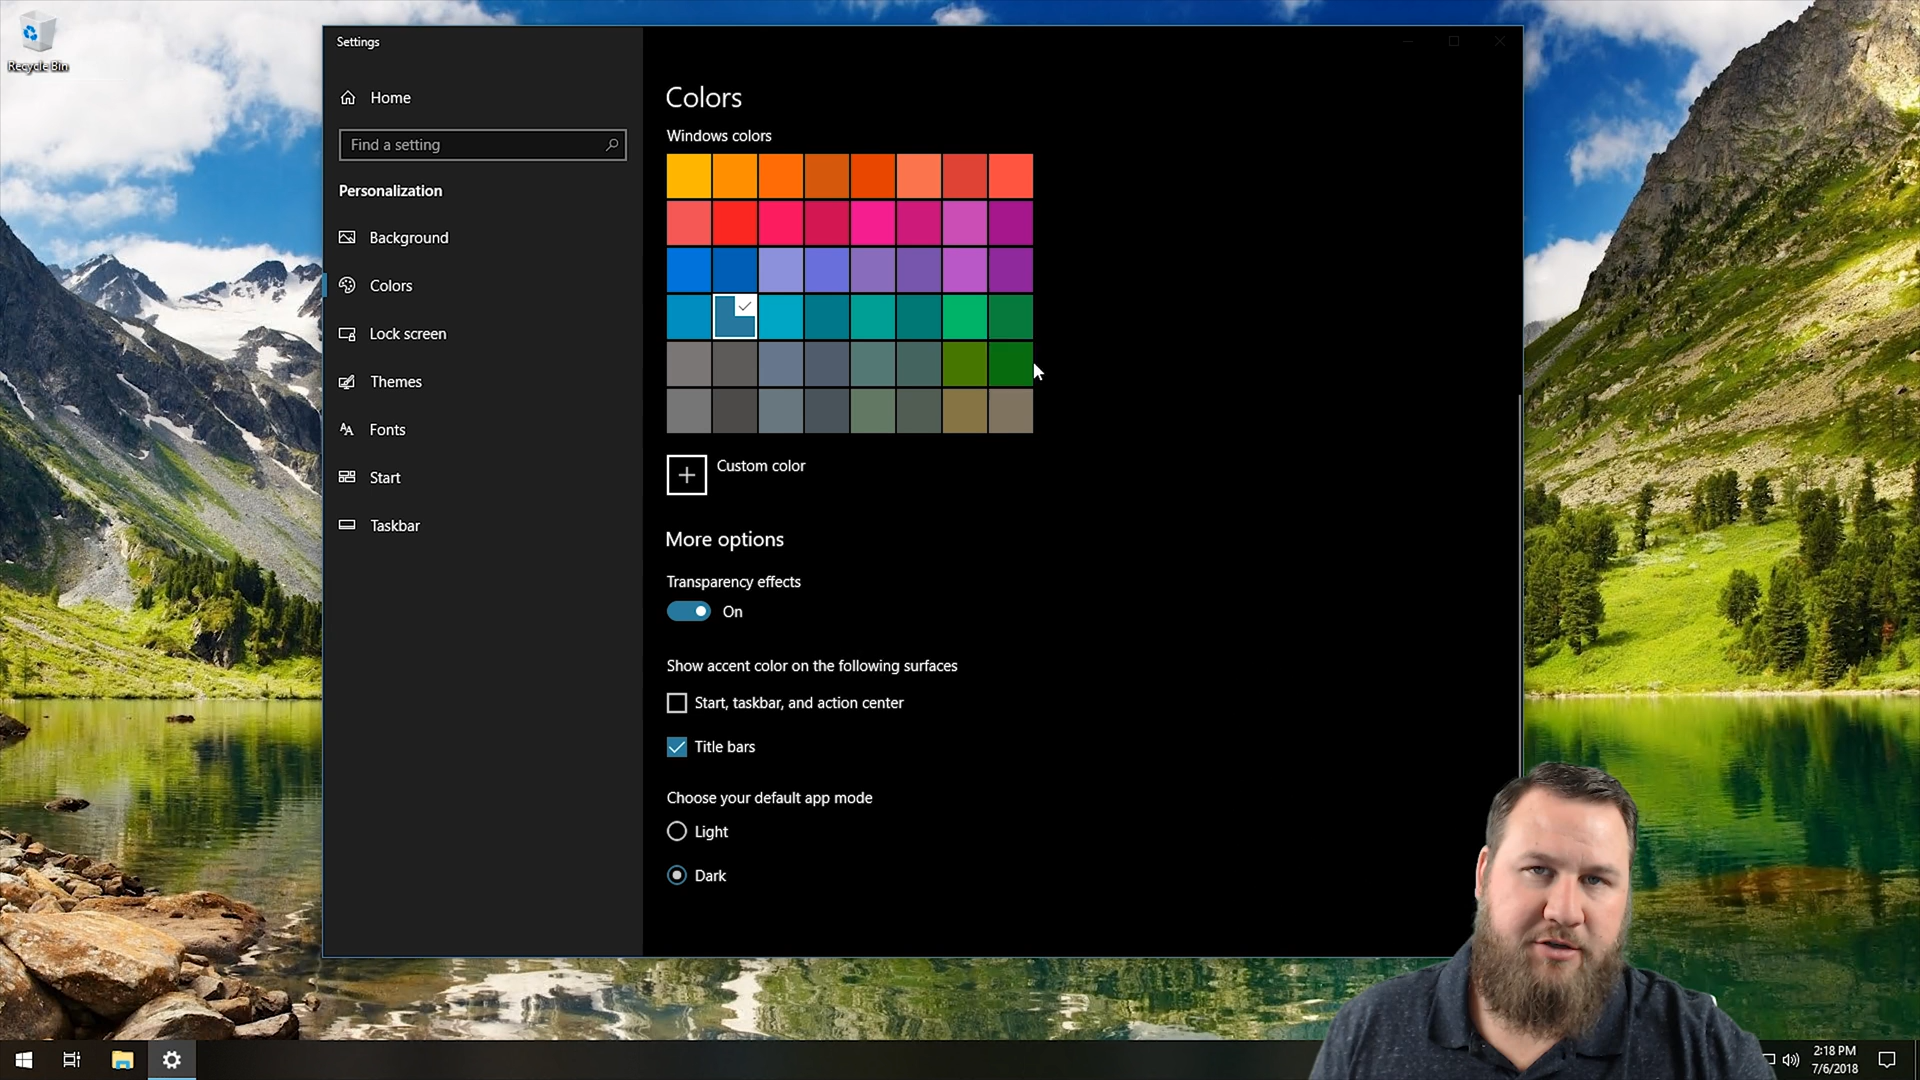 Recycle Bin
Settings
Home
Find a setting
Personalization
Background
Colors
Lock screen
Themes
Fonts
Start
Taskbar
Colors
Windows colors
Custom color
More options
Transparency effects
On
Show accent color on the following surfaces
Start, taskbar, and action center
Title bars
Choose your default app mode
Light
Dark
2:18 PM
7/6/2018